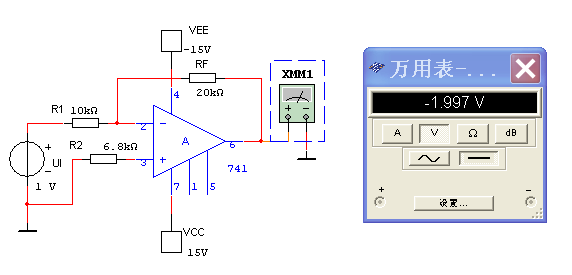 VEE
-15V
RF
20kΩ
XMM1
R1 10kΩ
R2 6.8kΩ
4
2
3
6
A
741
7 1 5
UI
1 V
VCC
15V
万用表-...
-1.997 V
A V Ω dB
设置...